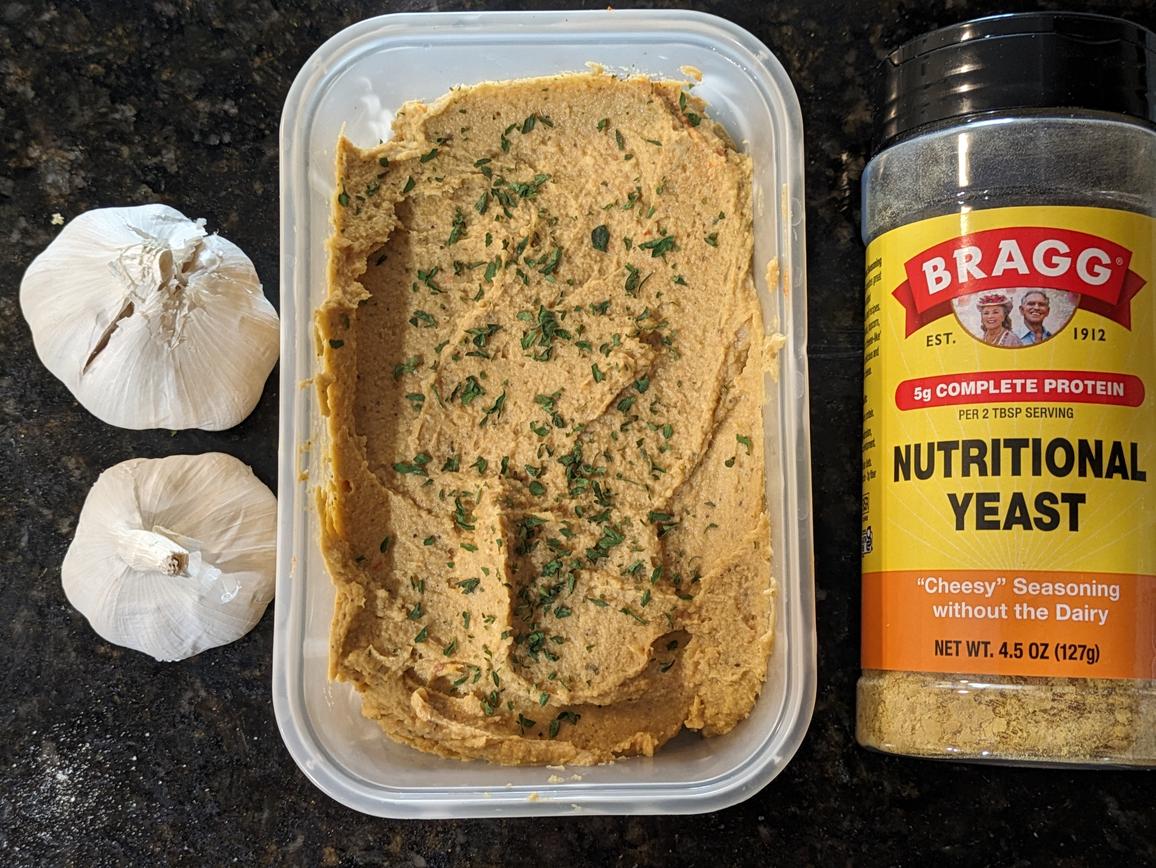 BRAGG®
EST. 1912
5g COMPLETE PROTEIN
PER 2 TBSP SERVING
NUTRITIONAL
YEAST
“Cheesy” Seasoning
without the Dairy
NET WT. 4.5 OZ (127g)